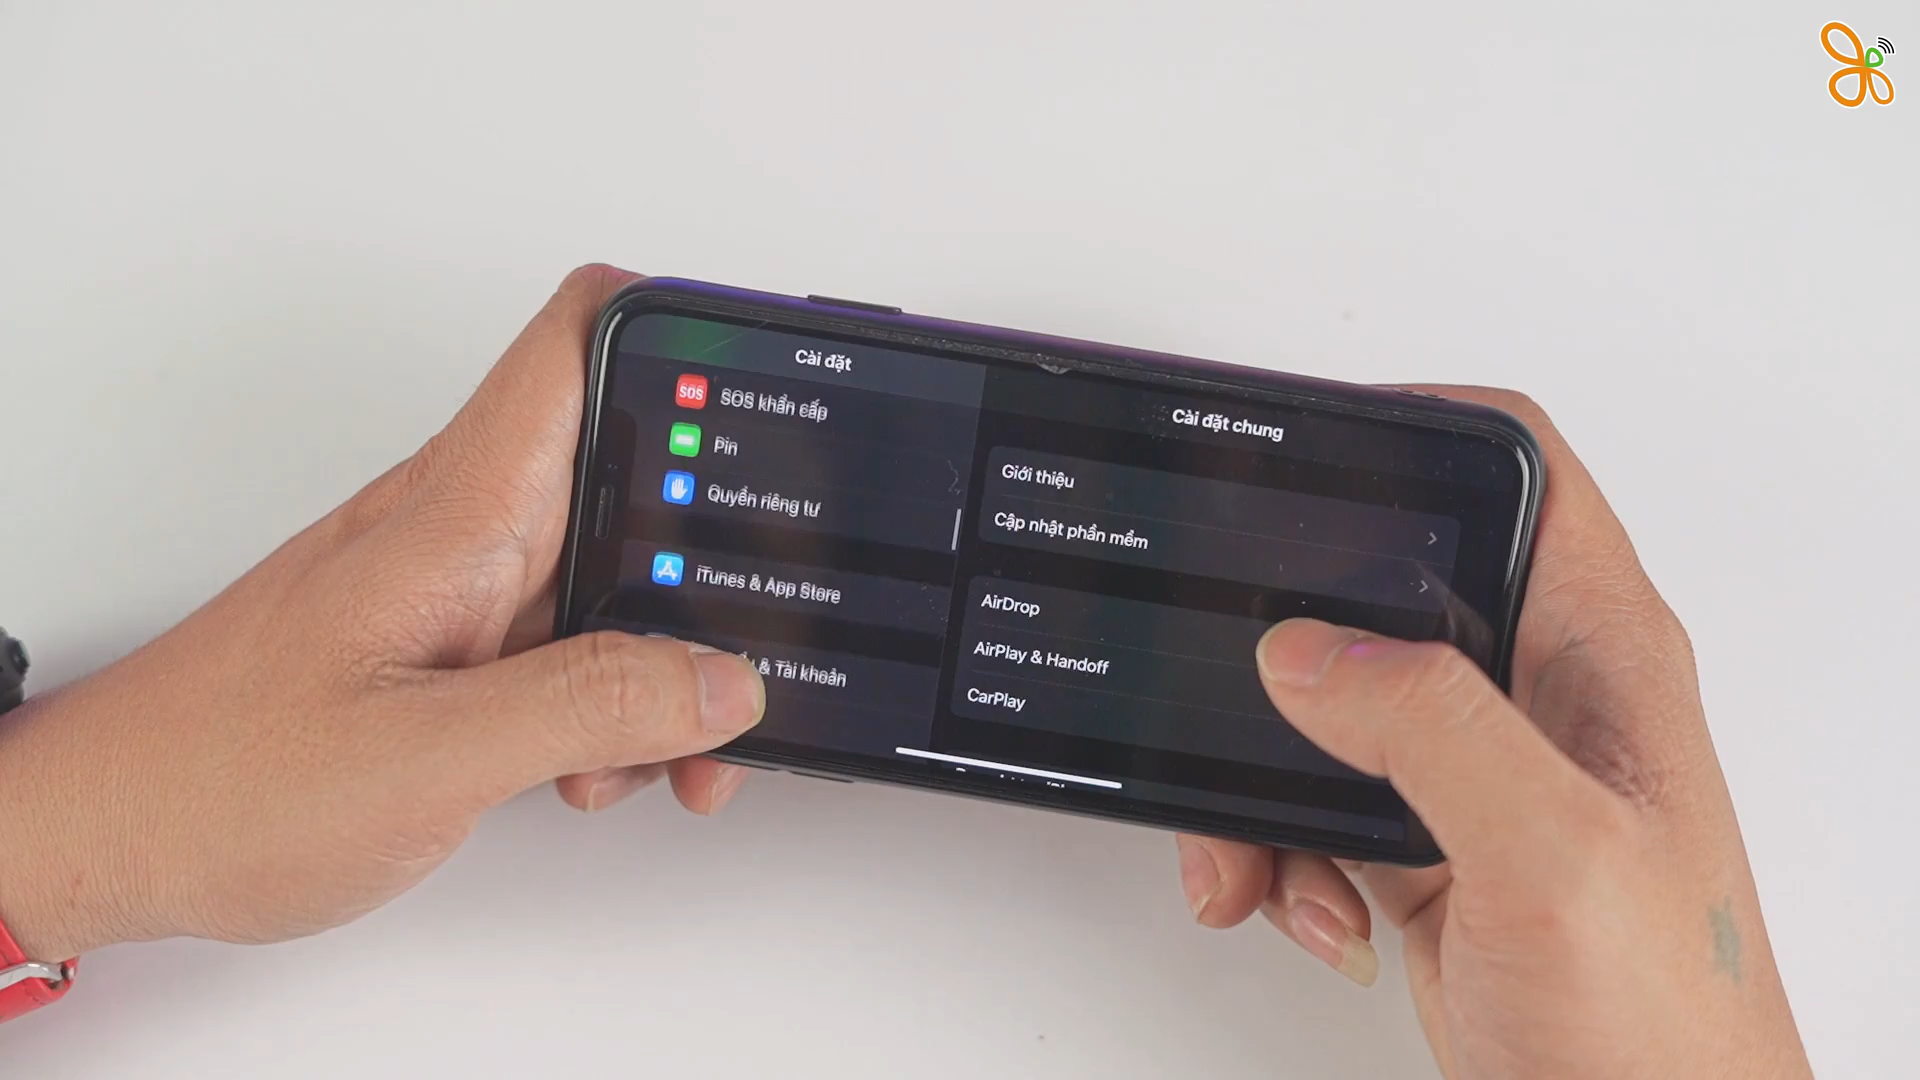 Cài đặt
SOS
SOS khẩn cấp
Pin
Quyền riêng tư
iTunes & App Store
& Tài khoản
Cài đặt chung
Giới thiệu
Cập nhật phần mềm
AirDrop
AirPlay & Handoff
CarPlay